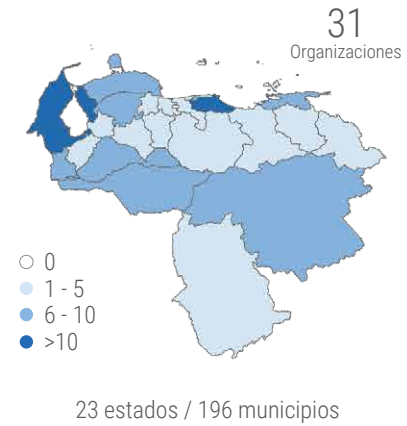 31
Organizaciones
0
1 - 5
6 - 10
>10
23 estados / 196 municipios